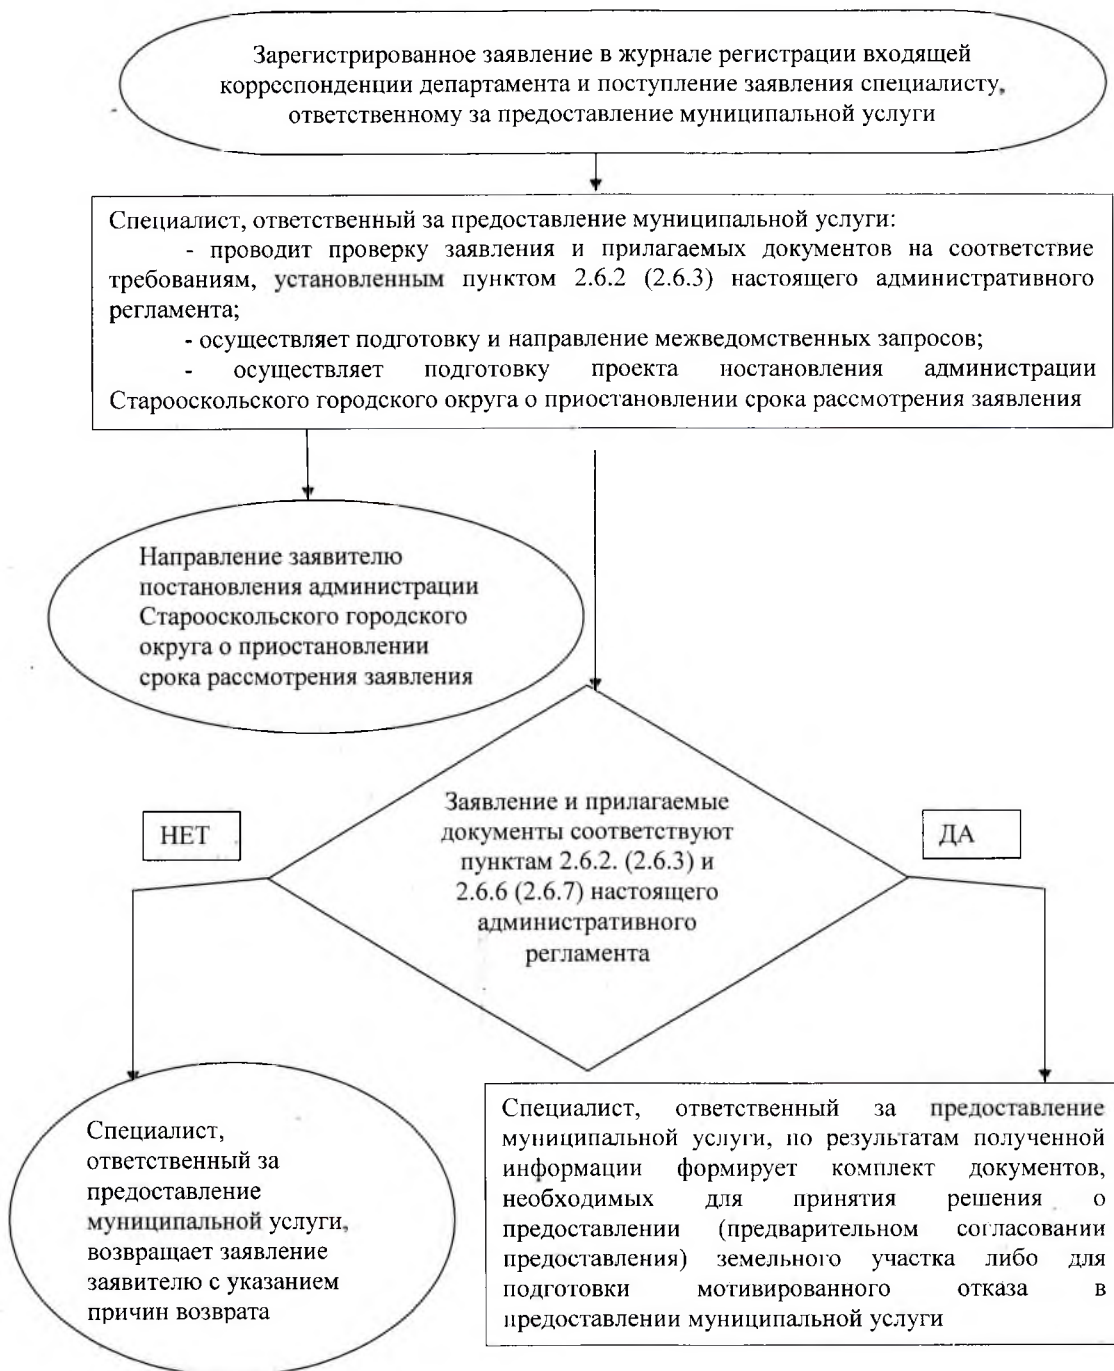 Зарегистрированное заявление в журнале регистрации входящей
корреспонденции департамента и поступление заявления специалисту,
ответственному за предоставление муниципальной услуги
Специалист, ответственный за предоставление муниципальной услуги:
- проводит проверку заявления и прилагаемых документов на соответствие
требованиям, установленным пунктом 2.6.2 (2.6.3) настоящего административного
регламента;
- осуществляет подготовку и направление межведомственных запросов;
- осуществляет подготовку проекта постановления администрации
Старооскольского городского округа о приостановлении срока рассмотрения заявления
Направление заявителю
постановления администрации
Старооскольского городского
округа о приостановлении
срока рассмотрения заявления
Заявление и прилагаемые
документы соответствуют
пунктам 2.6.2. (2.6.3) и
2.6.6 (2.6.7) настоящего
административного
регламента
НЕТ
ДА
Специалист,
ответственный за
предоставление
муниципальной услуги,
возвращает заявление
заявителю с указанием
причин возврата
Специалист, ответственный за предоставление
муниципальной услуги, по результатам полученной
информации формирует комплект документов,
необходимых для принятия решения о
предоставлении (предварительном согласовании
предоставления) земельного участка либо для
подготовки мотивированного отказа в
предоставлении муниципальной услуги